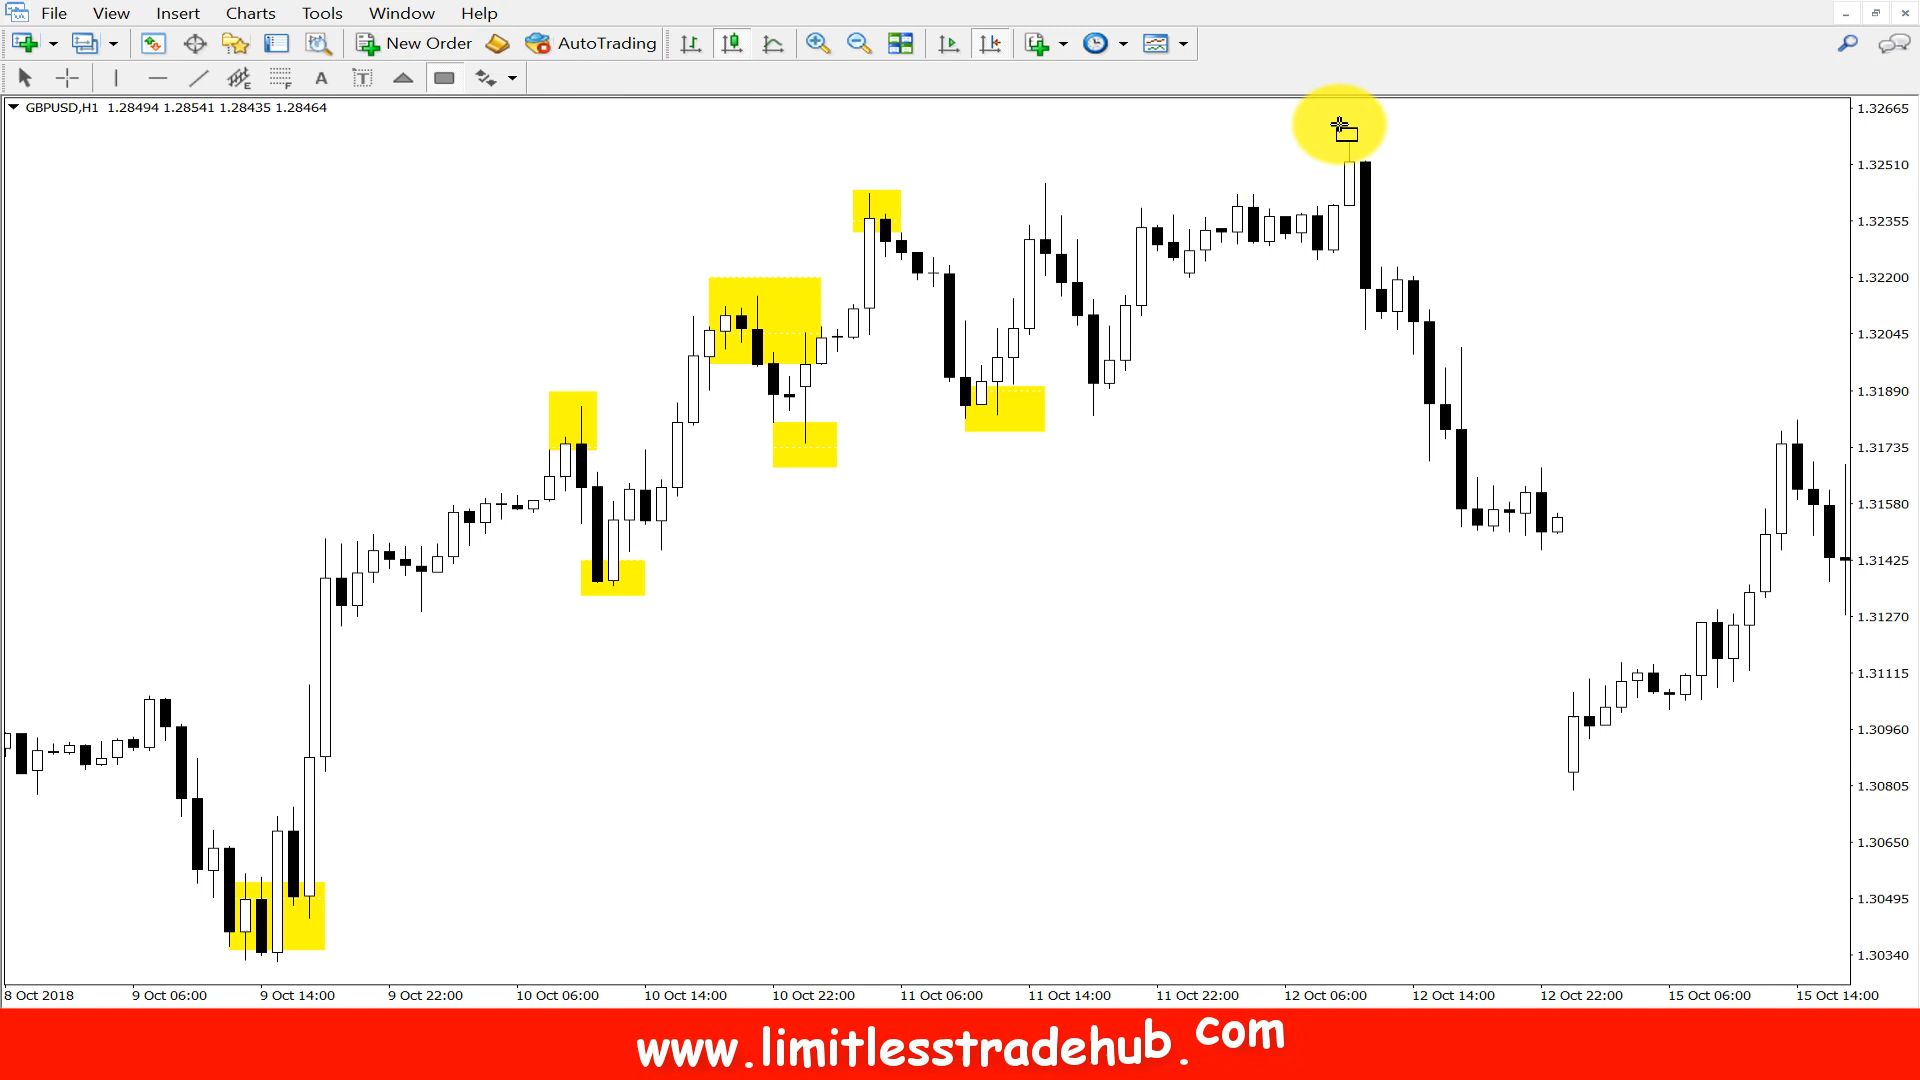 File View Insert Charts Tools Window Help
New Order AutoTrading
A T E F
GBPUSD,H1 1.28494 1.28541 1.28435 1.28464
1.32665
1.32510
1.32355
1.32200
1.32045
1.31890
1.31735
1.31580
1.31425
1.31270
1.31115
1.30960
1.30805
1.30650
1.30495
1.30340
8 Oct 2018 9 Oct 06:00 9 Oct 14:00 9 Oct 22:00 10 Oct 06:00 10 Oct 14:00 10 Oct 22:00 11 Oct 06:00 11 Oct 14:00 11 Oct 22:00 12 Oct 06:00 12 Oct 14:00 12 Oct 22:00 15 Oct 06:00 15 Oct 14:00
www.limitlesstradehub.com